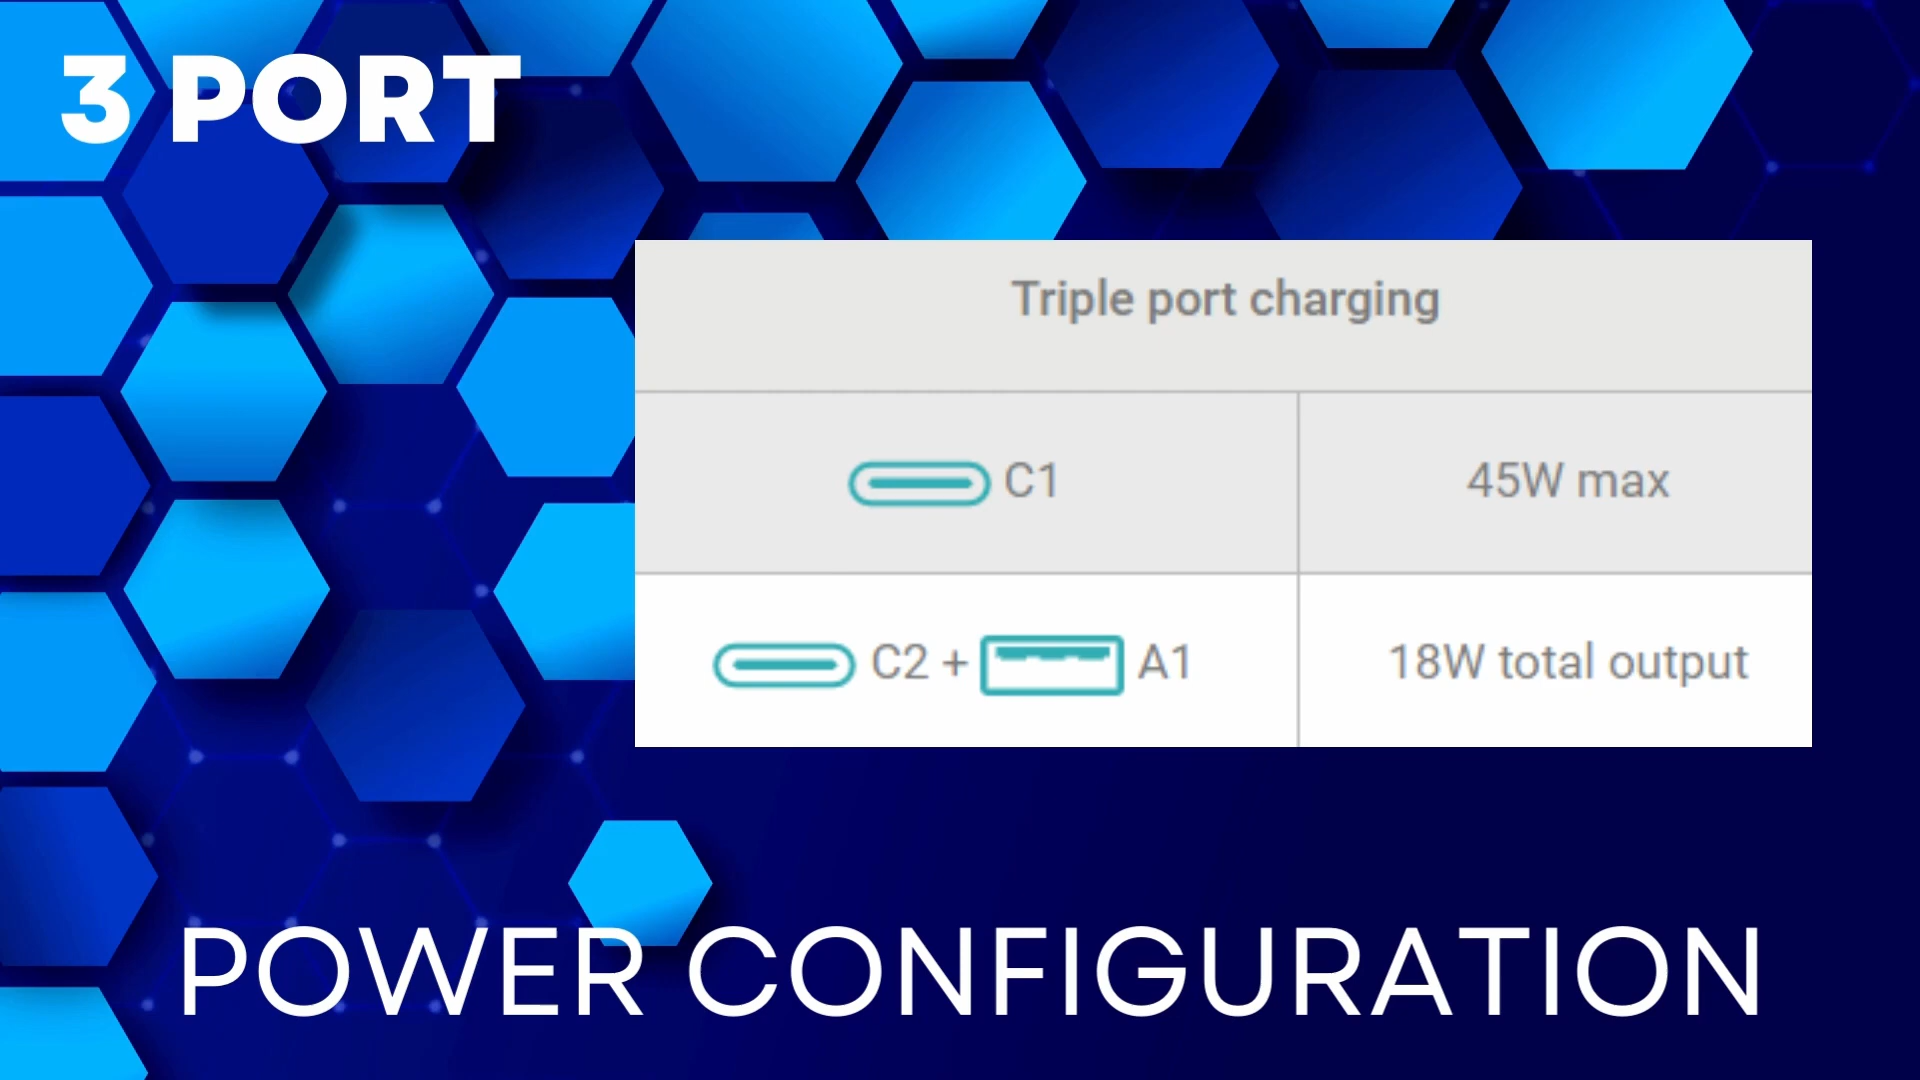 3 PORT
Triple port charging
C1 45W max
C2 + A1 18W total output
POWER CONFIGURATION